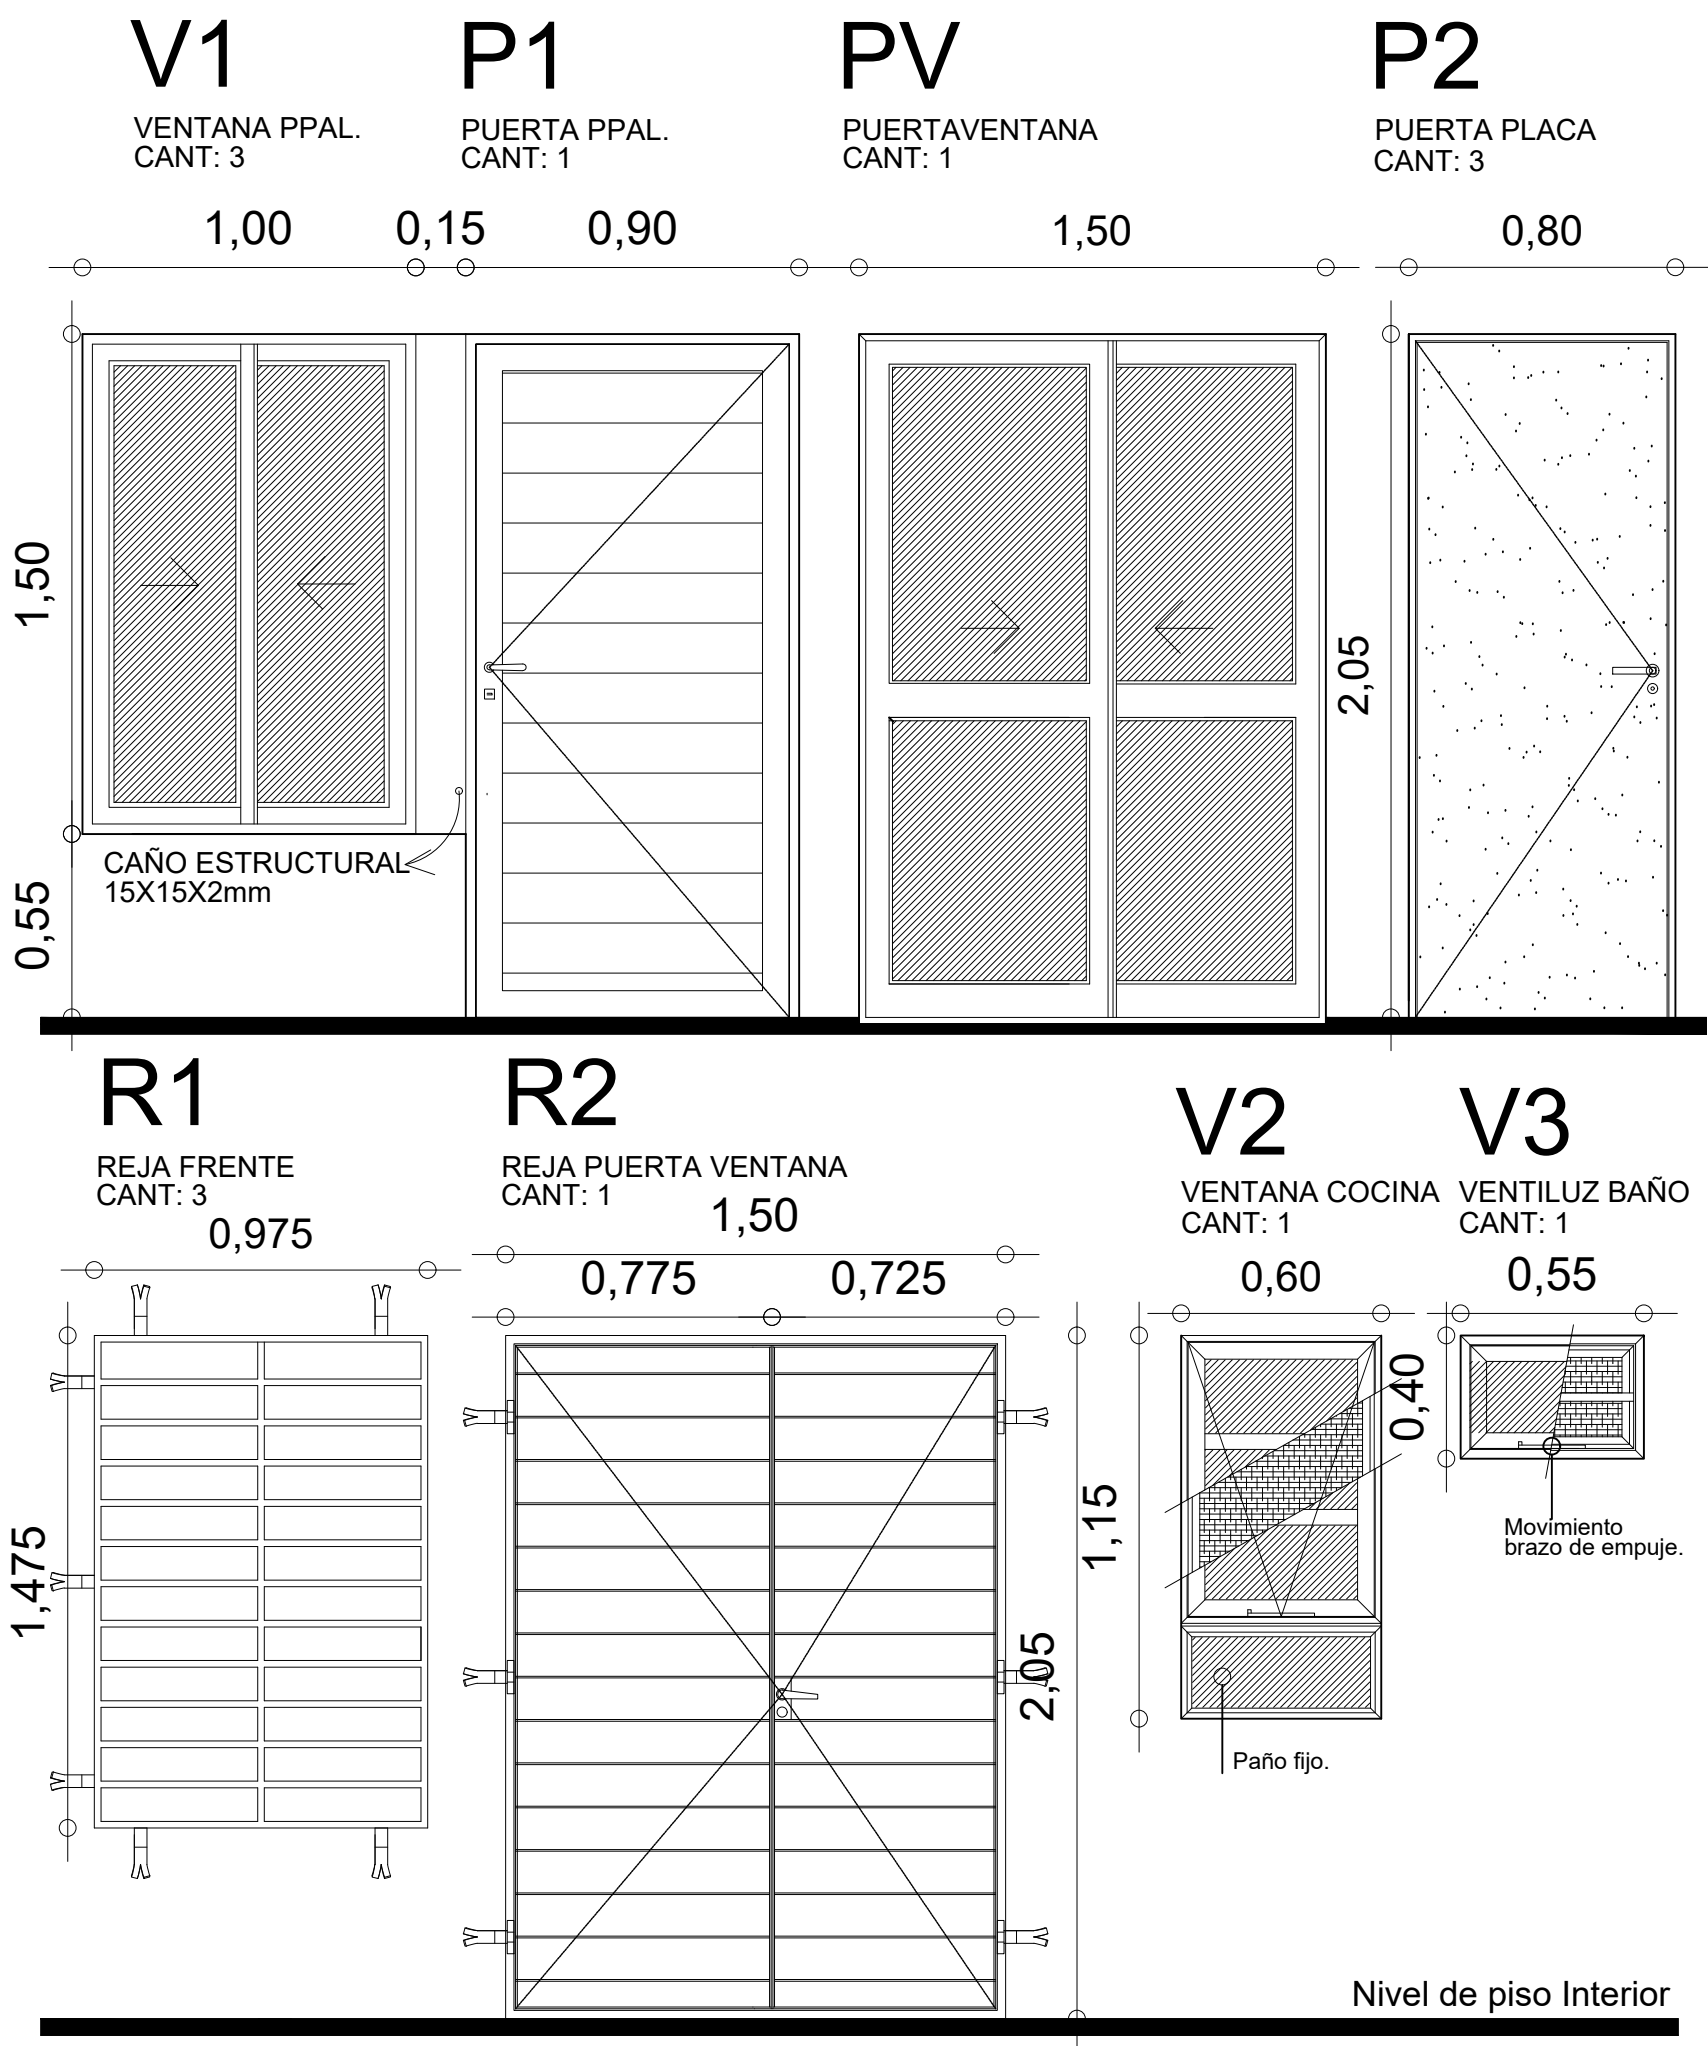 V1
VENTANA PPAL.
CANT: 3
P1
PUERTA PPAL.
CANT: 1
PV
PUERTAVENTANA
CANT: 1
P2
PUERTA PLACA
CANT: 3
1,00
0,15
0,90
1,50
0,80
1,50
0,55
2,05
CAÑO ESTRUCTURAL
15X15X2mm
R1
REJA FRENTE
CANT: 3
0,975
1,475
R2
REJA PUERTA VENTANA
CANT: 1
1,50
0,775
0,725
2,05
V2
VENTANA COCINA
CANT: 1
0,60
1,15
Paño fijo.
V3
VENTILUZ BAÑO
CANT: 1
0,55
0,40
Movimiento
brazo de empuje.
Nivel de piso Interior